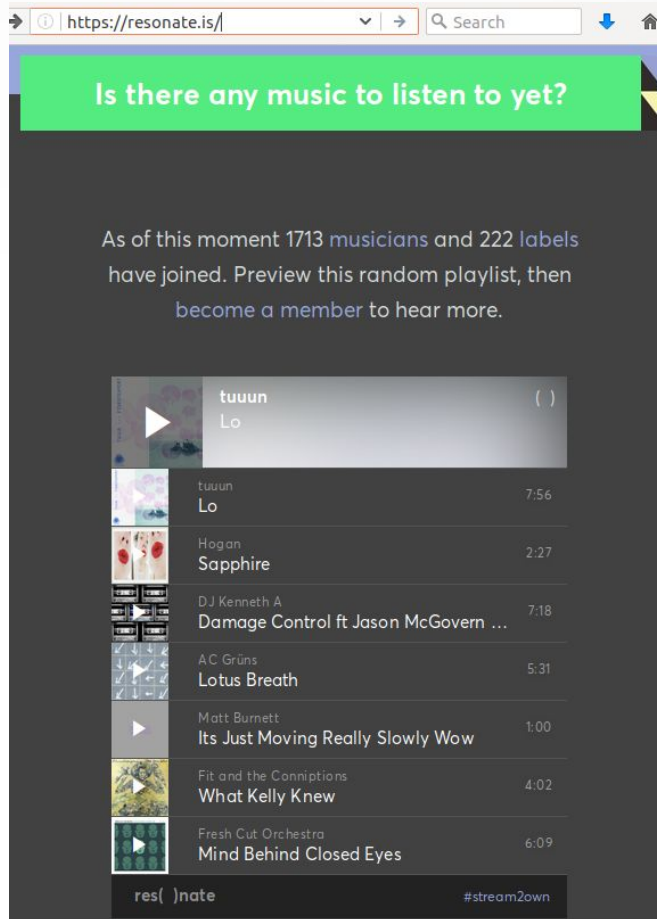 https://resonate.is/
Search
Is there any music to listen to yet?
As of this moment 1713 musicians and 222 labels
have joined. Preview this random playlist, then
become a member to hear more.
tuuun
Lo
( )
tuuun
Lo
7:56
Hogan
Sapphire
2:27
DJ Kenneth A
Damage Control ft Jason McGovern ...
7:18
AC Grüns
Lotus Breath
5:31
Matt Burnett
Its Just Moving Really Slowly Wow
1:00
Fit and the Conniptions
What Kelly Knew
4:02
Fresh Cut Orchestra
Mind Behind Closed Eyes
6:09
res( )nate
#stream2own